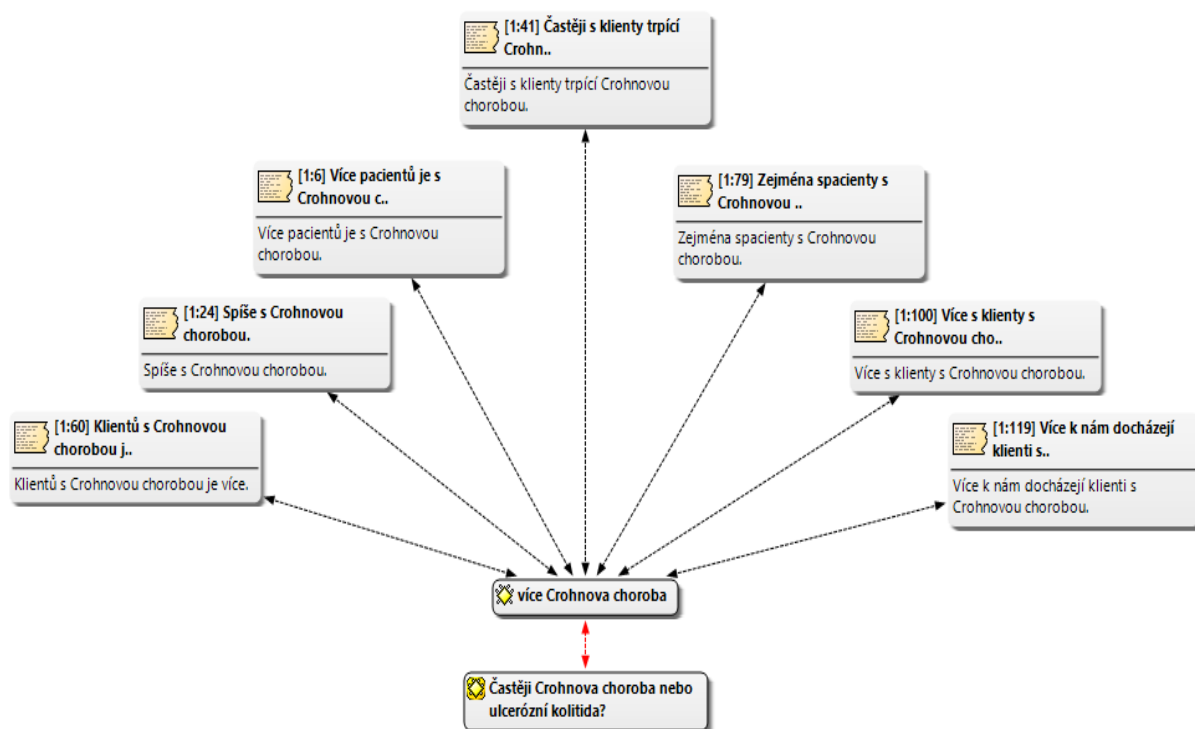 [1:41] Častěji s klienty trpící
Crohn..
Častěji s klienty trpící Crohnovou
chorobou.
[1:6] Více pacientů je s
Crohnovou c..
Více pacientů je s Crohnovou
chorobou.
[1:79] Zejména spacienty s
Crohnovou ..
Zejména spacienty s Crohnovou
chorobou.
[1:24] Spíše s Crohnovou
chorobou.
Spíše s Crohnovou chorobou.
[1:100] Více s klienty s
Crohnovou cho..
Více s klienty s Crohnovou chorobou.
[1:60] Klientů s Crohnovou
chorobou j..
Klientů s Crohnovou chorobou je více.
[1:119] Více k nám docházejí
klienti s..
Více k nám docházejí klienti s
Crohnovou chorobou.
více Crohnova choroba
Častěji Crohnova choroba nebo
ulcerózní kolitida?